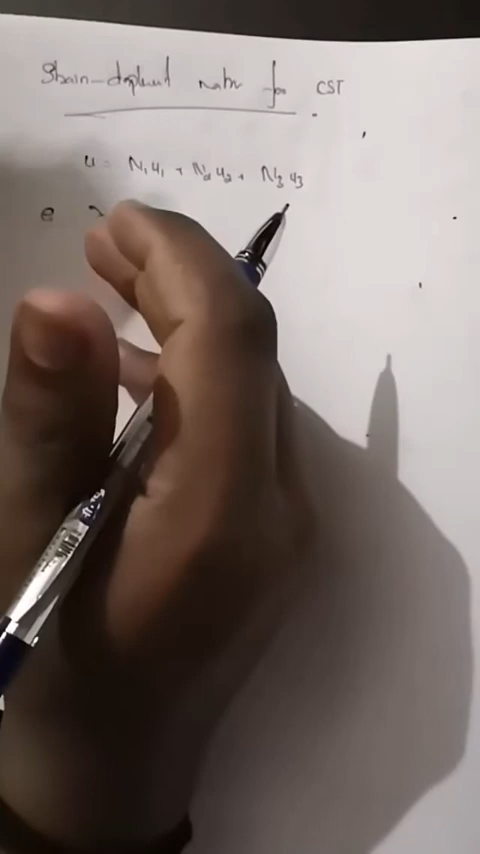 Strain-displacement matrix for CST
u = N₁u₁ + N₂u₂ + N₃u₃
e